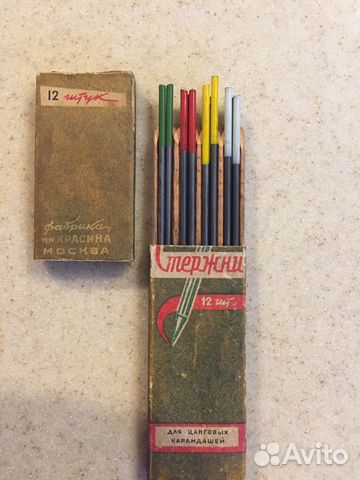 12 штук
фабрика
им КРАСИНА
МОСКВА
Стержни
12 шт.
ДЛЯ ЦАНГОВЫХ
КАРАНДАШЕЙ
Avito